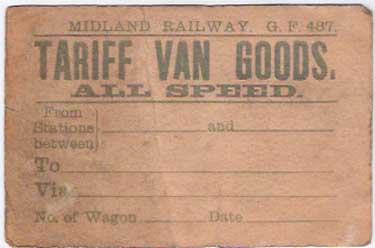 MIDLAND RAILWAY. G. F. 487.
TARIFF VAN GOODS.
ALL SPEED.
From
Stations and
between
To
Via
No. of Wagon Date